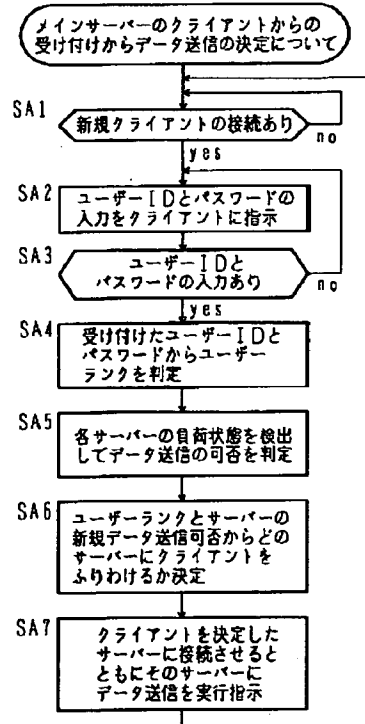 メインサーバーのクライアントからの
受け付けからデータ送信の決定について
SA1
新規クライアントの接続あり
no
yes
SA2
ユーザーIDとパスワードの
入力をクライアントに指示
SA3
ユーザーIDと
パスワードの入力あり
no
yes
SA4
受け付けたユーザーIDと
パスワードからユーザー
ランクを判定
SA5
各サーバーの負荷状態を検出
してデータ送信の可否を判定
SA6
ユーザーランクとサーバーの
新規データ送信可否からどの
サーバーにクライアントを
ふりわけるか決定
SA7
クライアントを決定した
サーバーに接続させると
ともにそのサーバーに
データ送信を実行指示